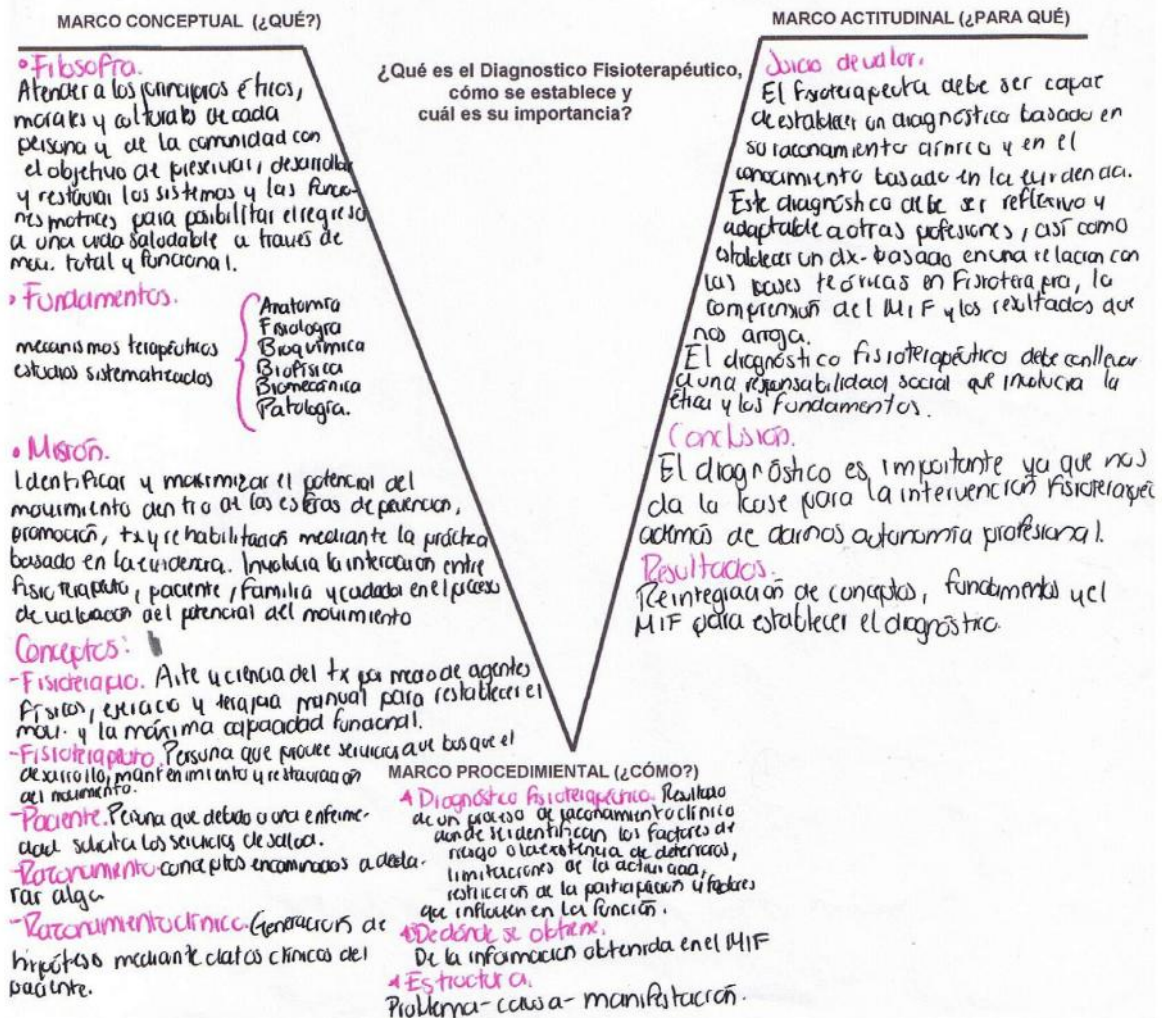 MARCO CONCEPTUAL (¿QUÉ?)
• Filosofía.
Atender a los principios éticos,
morales y culturales de cada
persona y de la comunidad con
el objetivo de preservar, desarrollar
y restaurar los sistemas y las funcio-
nes motrices para posibilitar el regreso
a una vida saludable a través de
mov. total y funcional.
• Fundamentos.
mecanismos terapéuticos
estudios sistematizados
Anatomía
Fisiología
Bioquímica
Biofísica
Biomecánica
Patología.
• Misión.
Identificar y maximizar el potencial del
movimiento dentro de las esferas de prevención,
promoción, tx y rehabilitación mediante la práctica
basado en la evidencia. Involucra la interacción entre
fisioterapeuta, paciente, familia y cuidador en el proceso
de valoración del potencial del movimiento
Conceptos:
-Fisioterapia. Arte y ciencia del tx por medio de agentes
físicos, ejercicio y terapia manual para restablecer el
mov. y la máxima capacidad funcional.
-Fisioterapeuta. Persona que provee servicios que busque el
desarrollo, mantenimiento y restauración
del movimiento.
-Paciente. Persona que debido a una enferme-
dad solicita los servicios de salud.
-Razonamiento. conceptos encaminados a
rar algo
-Razonamiento clínico. Generación de
hipótesis mediante datos clínicos del
paciente.
¿Qué es el Diagnostico Fisioterapéutico,
cómo se establece y
cuál es su importancia?
MARCO ACTITUDINAL (¿PARA QUÉ)
Juicio de valor.
El fisioterapeuta debe ser capaz
de establecer un diagnóstico basado en
su raconamiento clínico y en el
conocimiento basado en la evidencia.
Este diagnóstico debe ser reflexivo y
adaptable a otras profesiones, así como
establecer un dx. basado en una relacion con
las bases teóricas en Fisioterapia, la
comprensión del MIF y los resultados que
nos arroga.
El diagnóstico fisioterapéutico debe conllevar
a una responsabilidad social que involucra la
ética y los fundamentos.
Conclusión.
El diagnóstico es importante ya que nos
da la base para la intervención fisioterapéu
además de darnos autonomía profesional.
Resultados.
Reintegración de conceptos, fundamentos y el
MIF para establecer el diagnóstico.
MARCO PROCEDIMIENTAL (¿CÓMO?)
Diagnóstico fisioterapéutico. Resultado
de un proceso de raconamiento clínico
donde se identifican los factores de
riesgo o la existencia de deterioros,
limitaciones de la actividad,
restricción de la participación y factores
que influyen en la función.
De dónde se obtiene.
De la información obtenida en el MIF
Estructura.
Problema-causa-manifestación.